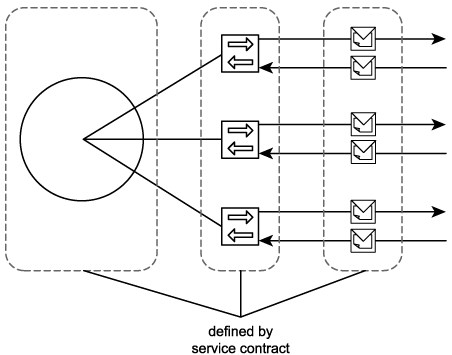 defined by
service contract